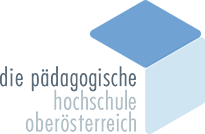 die pädagogische
hochschule
oberösterreich